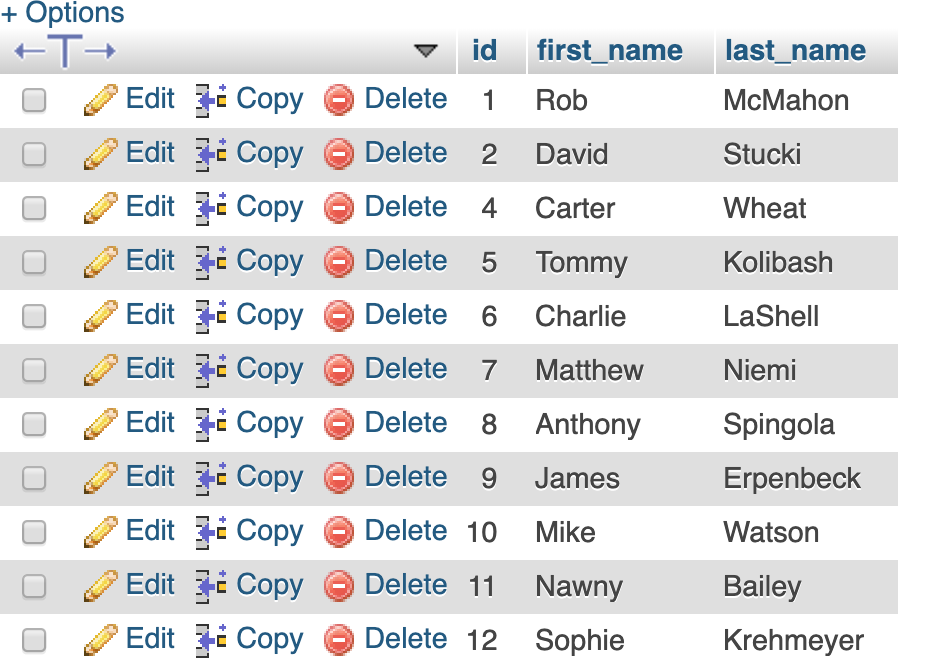 + Options
id first_name last_name
Edit Copy Delete 1 Rob McMahon
Edit Copy Delete 2 David Stucki
Edit Copy Delete 4 Carter Wheat
Edit Copy Delete 5 Tommy Kolibash
Edit Copy Delete 6 Charlie LaShell
Edit Copy Delete 7 Matthew Niemi
Edit Copy Delete 8 Anthony Spingola
Edit Copy Delete 9 James Erpenbeck
Edit Copy Delete 10 Mike Watson
Edit Copy Delete 11 Nawny Bailey
Edit Copy Delete 12 Sophie Krehmeyer